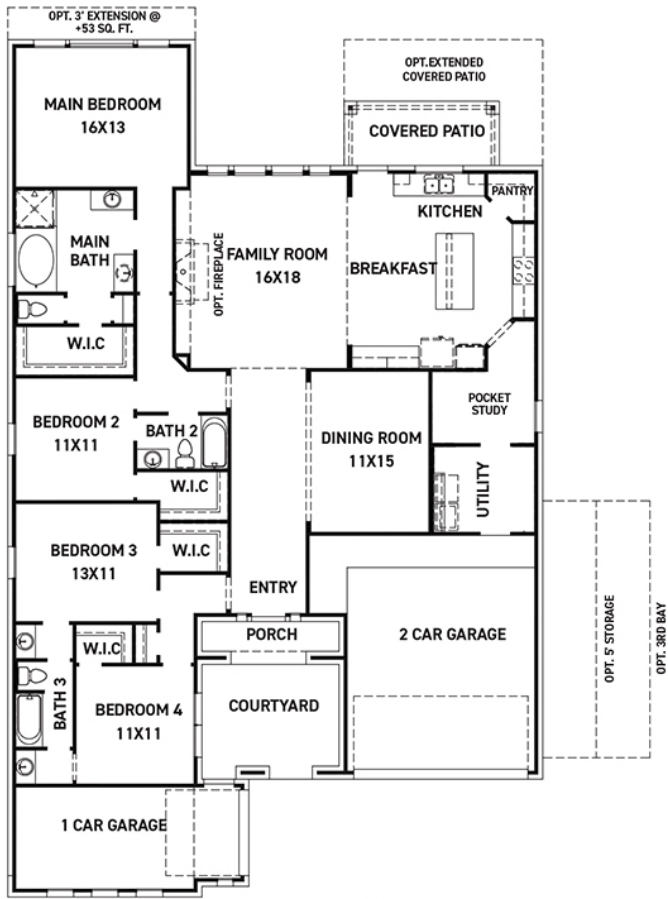 OPT. 3' EXTENSION @
+53 SQ. FT.
OPT.EXTENDED
COVERED PATIO
MAIN BEDROOM
16X13
COVERED PATIO
PANTRY
KITCHEN
MAIN
BATH
FAMILY ROOM
16X18
BREAKFAST
OPT. FIREPLACE
W.I.C
POCKET
STUDY
BEDROOM 2
11X11
BATH 2
DINING ROOM
11X15
W.I.C
UTILITY
BEDROOM 3
13X11
W.I.C
ENTRY
OPT. 5' STORAGE
OPT. 3RD BAY
PORCH
2 CAR GARAGE
W.I.C
BATH 3
BEDROOM 4
11X11
COURTYARD
1 CAR GARAGE